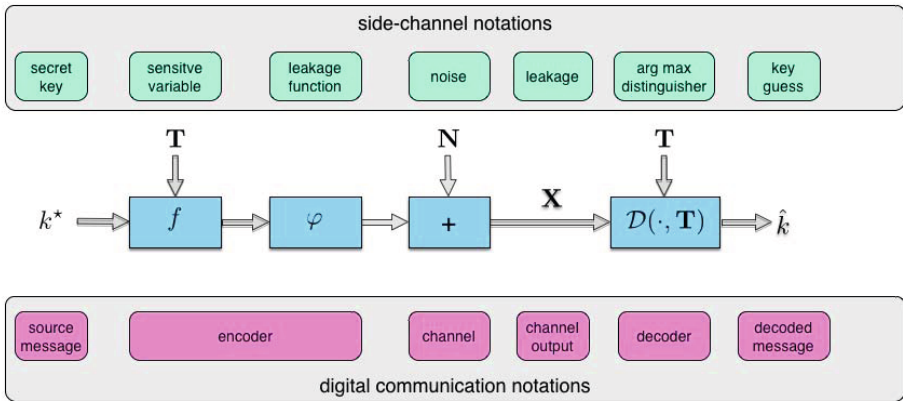 side-channel notations
secret key
sensitve variable
leakage function
noise
leakage
arg max distinguisher
key guess
T
N
T
k⋆
f
φ
+
X
𝒟(·, T)
k̂
source message
encoder
channel
channel output
decoder
decoded message
digital communication notations